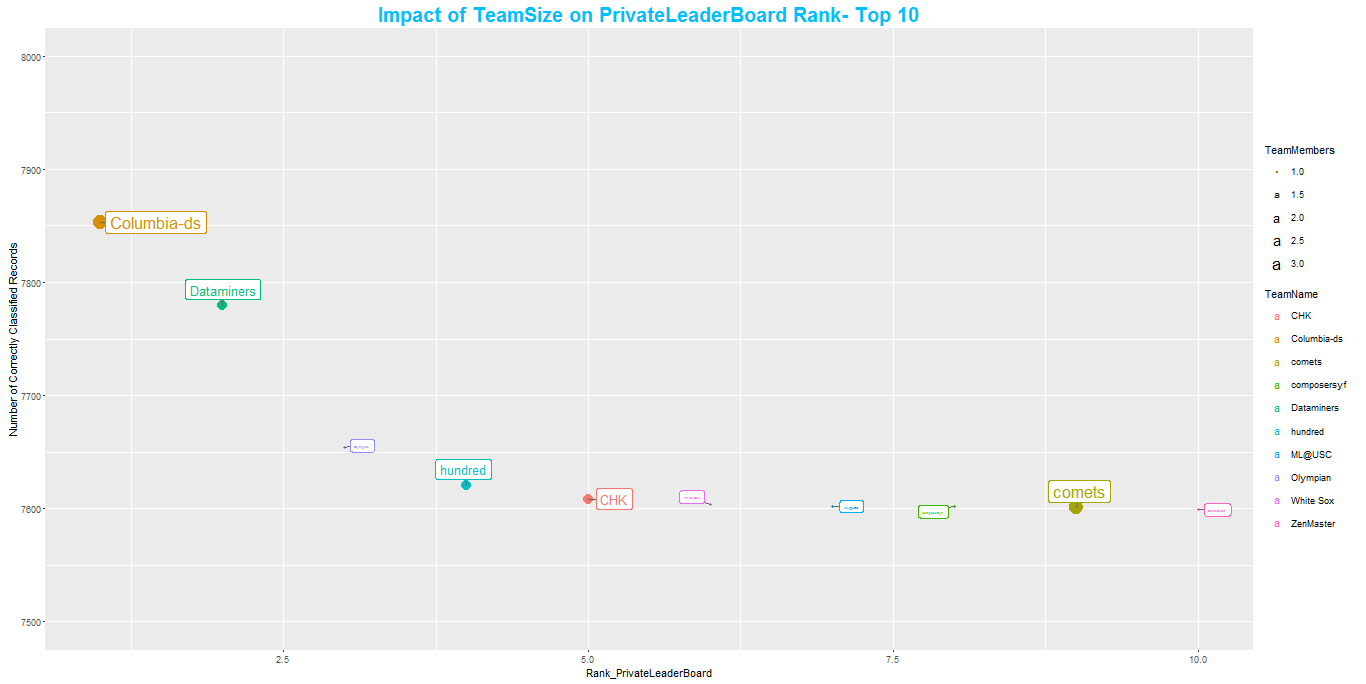 Impact of TeamSize on PrivateLeaderBoard Rank- Top 10
Number of Correctly Classified Records
8000
7900
7800
7700
7600
7500
Columbia-ds
Dataminers
hundred
CHK
comets
2.5
5.0
7.5
10.0
Rank_PrivateLeaderBoard
TeamMembers
1.0
a 1.5
a 2.0
a 2.5
a 3.0
TeamName
a CHK
a Columbia-ds
a comets
a composersyf
a Dataminers
a hundred
a ML@USC
a Olympian
a White Sox
a ZenMaster